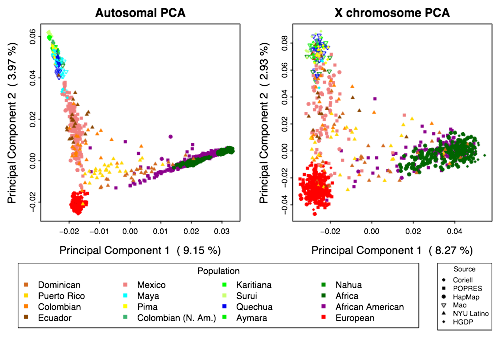 Autosomal PCA
Principal Component 2 ( 3.97 %)
0.06
0.04
0.02
0.00
−0.02
−0.02
−0.01
0.00
0.01
0.02
0.03
Principal Component 1 ( 9.15 %)
X chromosome PCA
Principal Component 2 ( 2.93 %)
0.08
0.06
0.04
0.02
0.00
−0.02
−0.04
−0.02
0.00
0.02
0.04
Principal Component 1 ( 8.27 %)
Population
Dominican
Puerto Rico
Colombian
Ecuador
Mexico
Maya
Pima
Colombian (N. Am.)
Karitiana
Surui
Quechua
Aymara
Nahua
Africa
African American
European
Source
Coriell
POPRES
HapMap
Mao
NYU Latino
HGDP